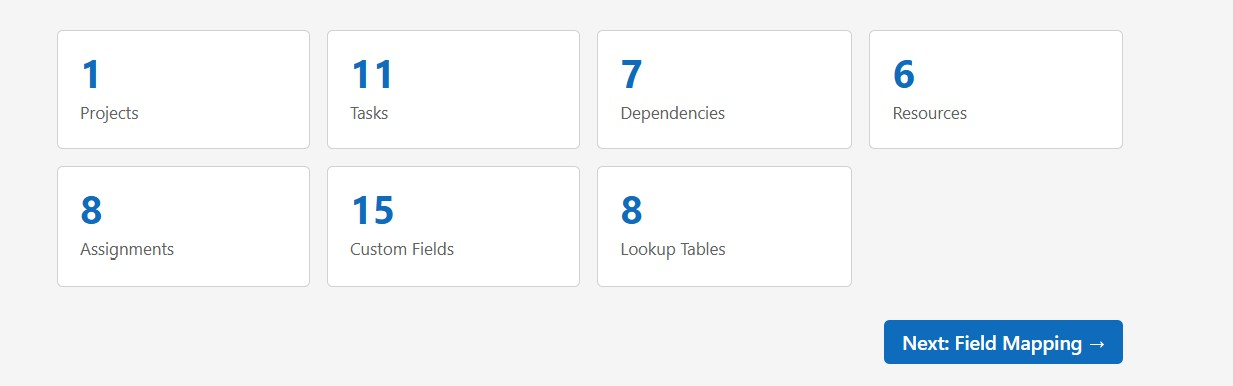 1
Projects
11
Tasks
7
Dependencies
6
Resources
8
Assignments
15
Custom Fields
8
Lookup Tables
Next: Field Mapping →